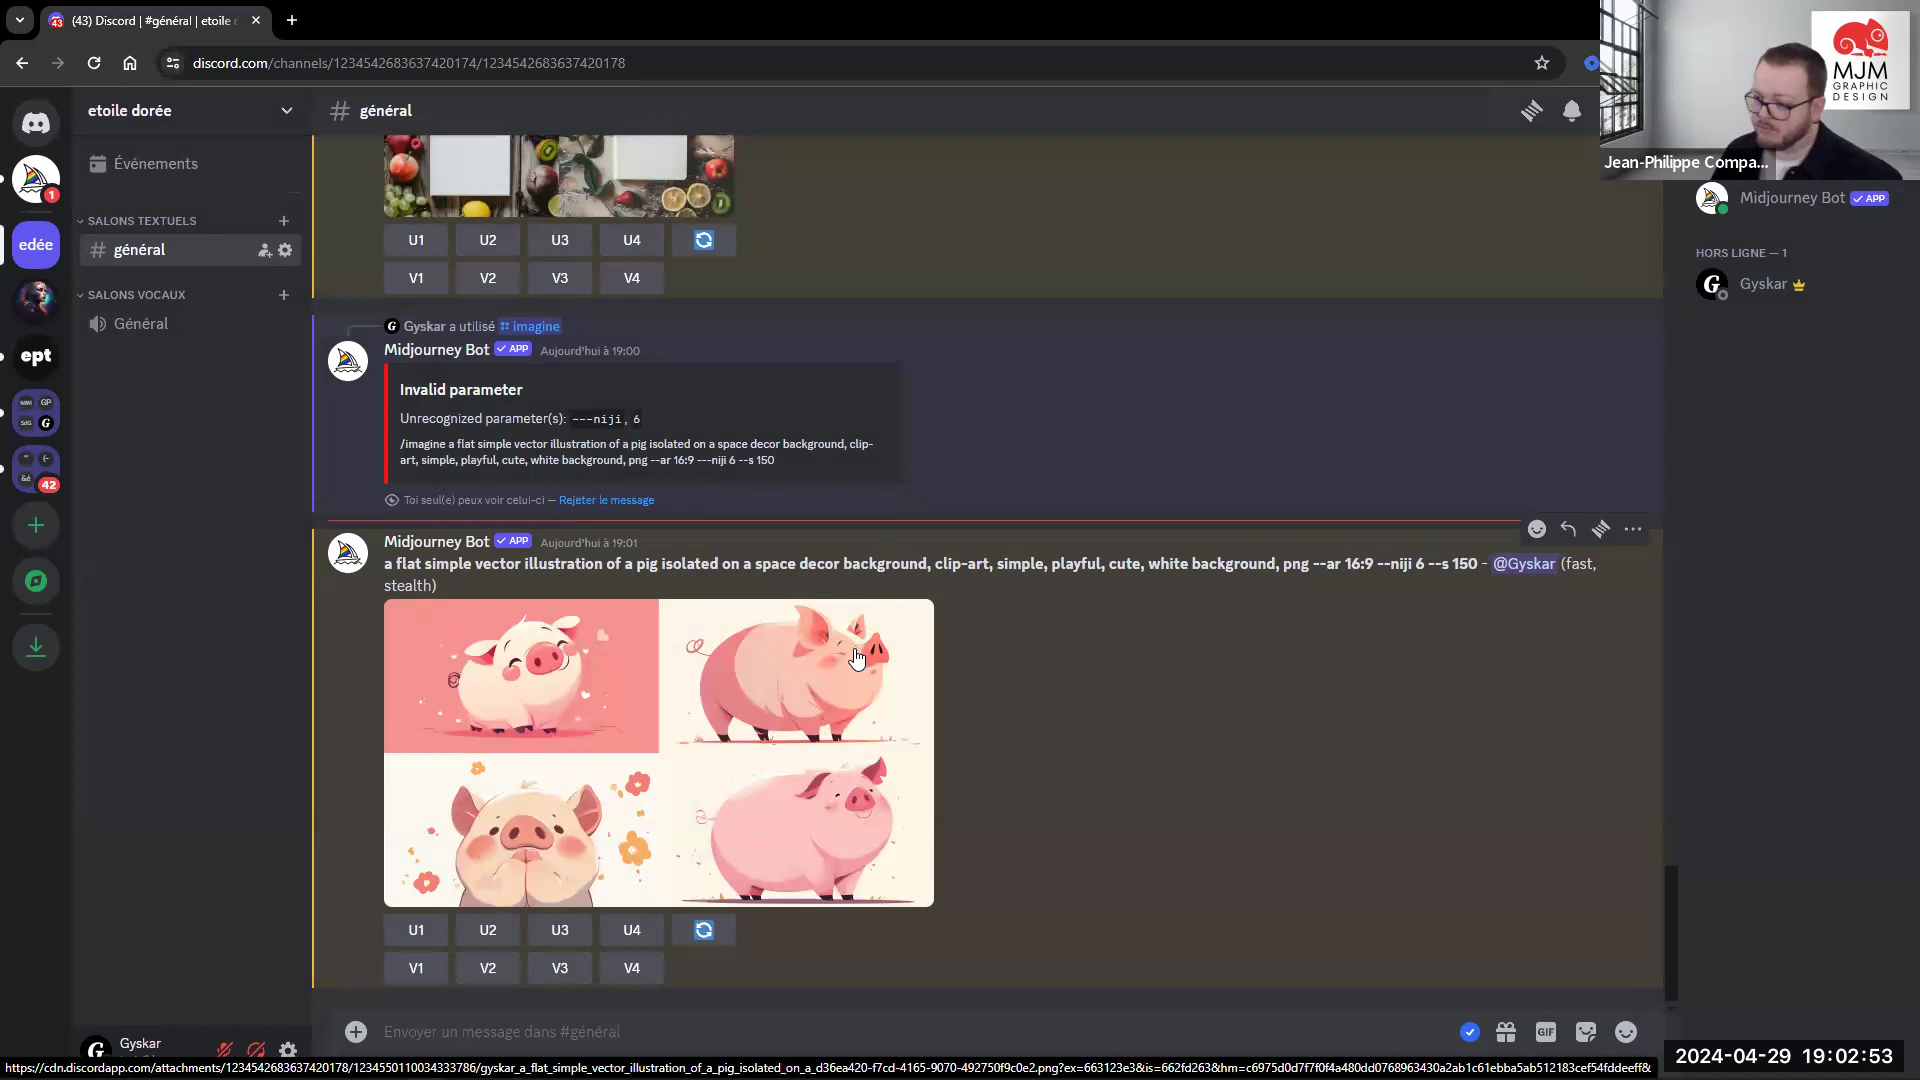 (43) Discord | #général | etoile
discord.com/channels/1234542683637420174/1234542683637420178
MJM
GRAPHIC
DESIGN
Jean-Philippe Compa...
etoile dorée
# général
Événements
SALONS TEXTUELS
edée
# général
SALONS VOCAUX
Général
ept
1
42
U1 U2 U3 U4
V1 V2 V3 V4
Gyskar a utilisé imagine
Midjourney Bot APP Aujourd'hui à 19:00
Invalid parameter
Unrecognized parameter(s): ---niji, 6
/imagine a flat simple vector illustration of a pig isolated on a space decor background, clip-
art, simple, playful, cute, white background, png --ar 16:9 ---niji 6 --s 150
Toi seul(e) peux voir celui-ci — Rejeter le message
Midjourney Bot APP Aujourd'hui à 19:01
a flat simple vector illustration of a pig isolated on a space decor background, clip-art, simple, playful, cute, white background, png --ar 16:9 --niji 6 --s 150 - @Gyskar (fast,
stealth)
U1 U2 U3 U4
V1 V2 V3 V4
Envoyer un message dans #général
GIF
Midjourney Bot APP
HORS LIGNE — 1
Gyskar
Gyskar
2024-04-29 19:02:53